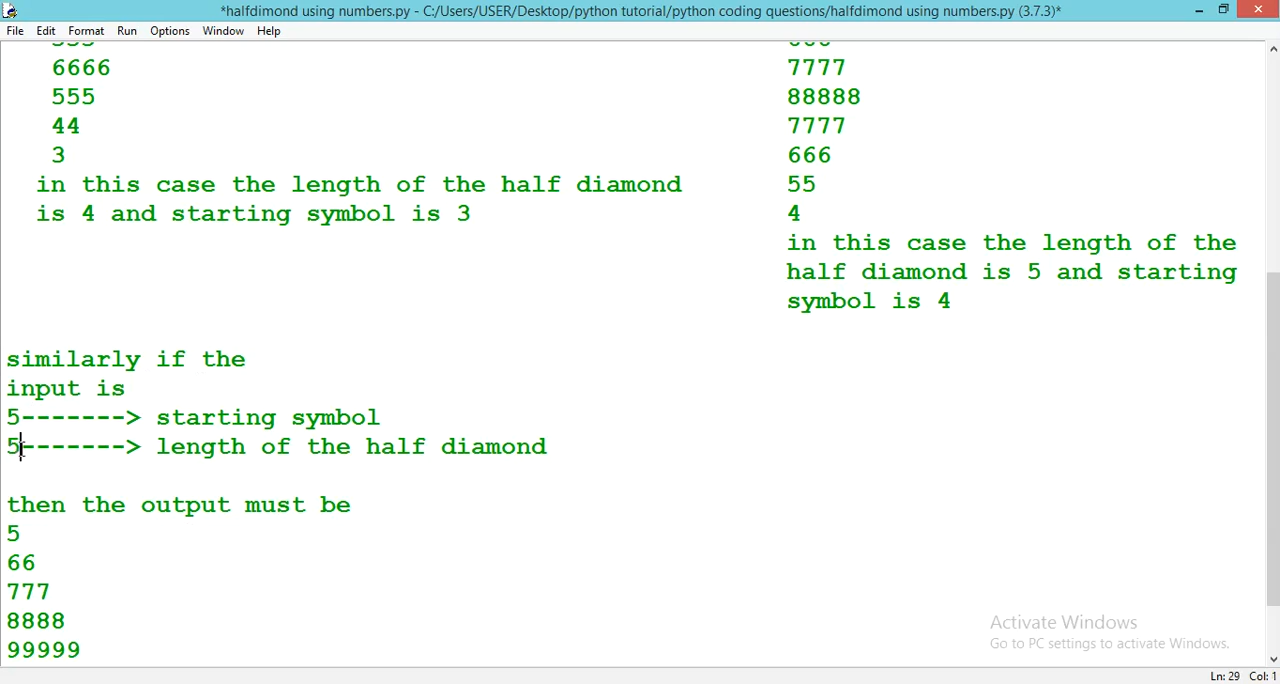 *halfdimond using numbers.py - C:/Users/USER/Desktop/python tutorial/python coding questions/halfdimond using numbers.py (3.7.3)*
File Edit Format Run Options Window Help
6666
555
44
3
in this case the length of the half diamond
is 4 and starting symbol is 3
7777
88888
7777
666
55
4
in this case the length of the
half diamond is 5 and starting
symbol is 4
similarly if the
input is
5-------> starting symbol
5-------> length of the half diamond
then the output must be
5
66
777
8888
99999
Activate Windows
Go to PC settings to activate Windows.
Ln: 29 Col: 1